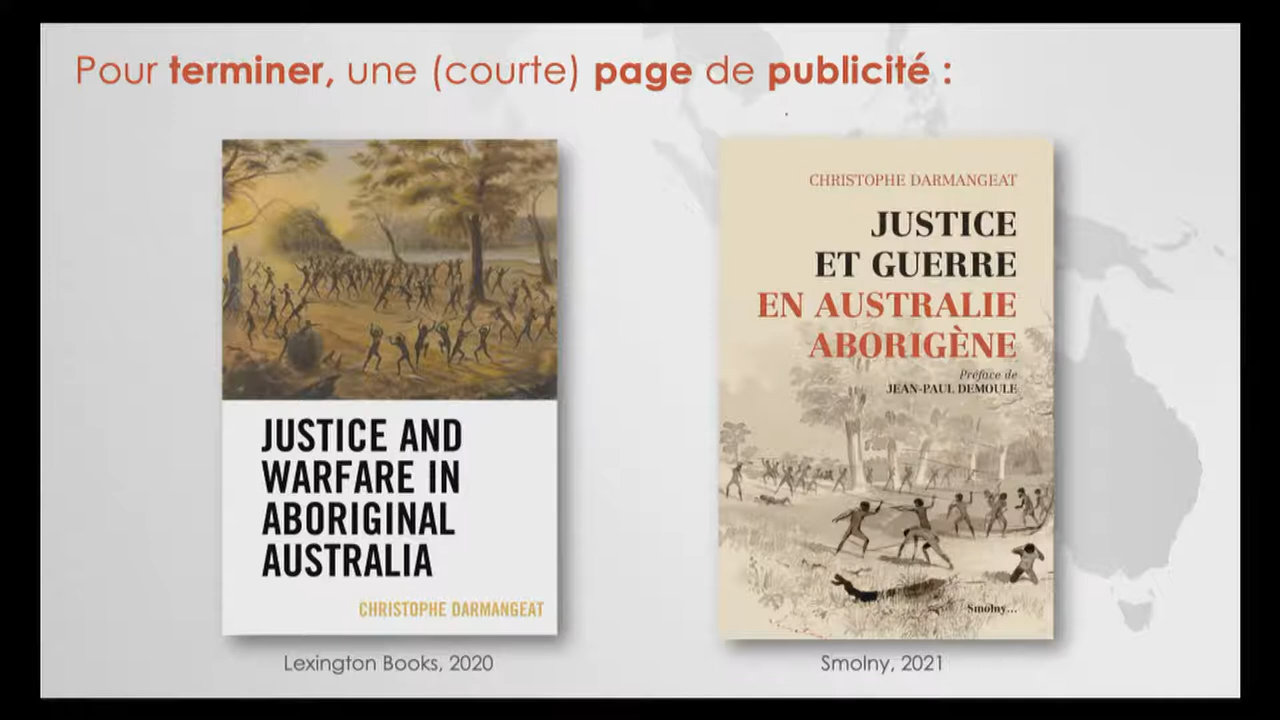 Pour terminer, une (courte) page de publicité :
JUSTICE AND
WARFARE IN
ABORIGINAL
AUSTRALIA
CHRISTOPHE DARMANGEAT
Lexington Books, 2020
CHRISTOPHE DARMANGEAT
JUSTICE
ET GUERRE
EN AUSTRALIE
ABORIGÈNE
Préface de
JEAN-PAUL DEMOULE
Smolny...
Smolny, 2021